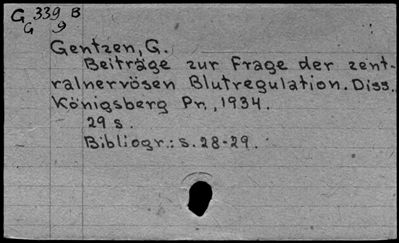 G 339 B
G 9
Gentzen, G.
Beiträge zur Frage der zent-
ralnervösen Blutregulation. Diss.
Königsberg Pr., 1934.
29 s.
Bibliogr.: s. 28-29.